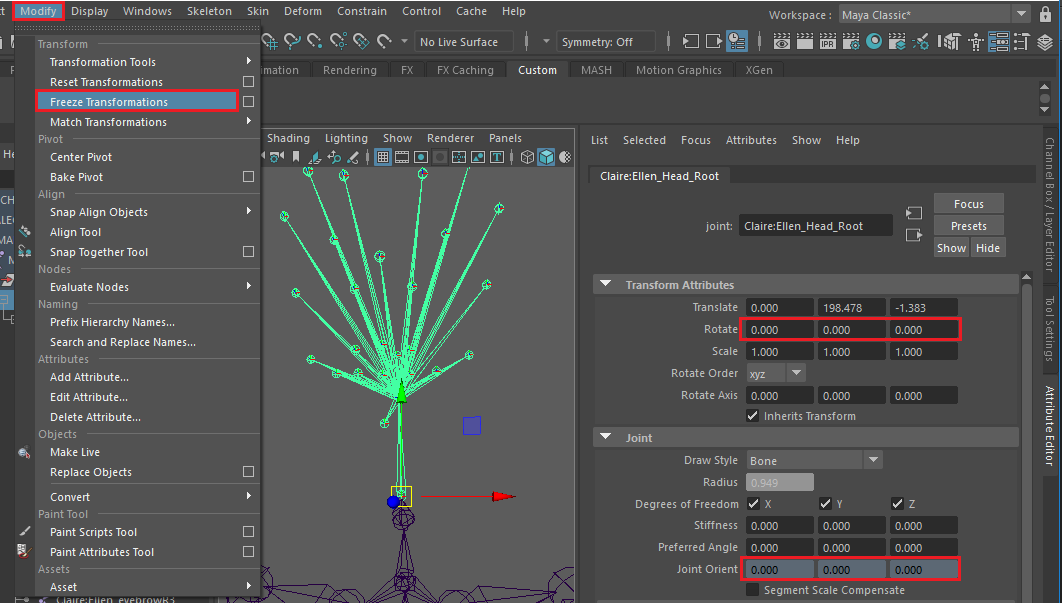 Modify Display Windows Skeleton Skin Deform Constrain Control Cache Help
Workspace : Maya Classic*
No Live Surface Symmetry: Off
IPR
Rendering FX FX Caching Custom MASH Motion Graphics XGen
Transform
Transformation Tools
Reset Transformations
Freeze Transformations
Match Transformations
Pivot
Center Pivot
Bake Pivot
Align
Snap Align Objects
Align Tool
Snap Together Tool
Nodes
Evaluate Nodes
Naming
Prefix Hierarchy Names...
Search and Replace Names...
Attributes
Add Attribute...
Edit Attribute...
Delete Attribute...
Objects
Make Live
Replace Objects
Convert
Paint Tool
Paint Scripts Tool
Paint Attributes Tool
Assets
Asset
Claire:Ellen_eyebrowR3
Shading Lighting Show Renderer Panels
List Selected Focus Attributes Show Help
Claire:Ellen_Head_Root
joint: Claire:Ellen_Head_Root
Focus
Presets
Show Hide
Transform Attributes
Translate 0.000 198.478 -1.383
Rotate 0.000 0.000 0.000
Scale 1.000 1.000 1.000
Rotate Order xyz
Rotate Axis 0.000 0.000 0.000
Inherits Transform
Joint
Draw Style Bone
Radius 0.949
Degrees of Freedom X Y Z
Stiffness 0.000 0.000 0.000
Preferred Angle 0.000 0.000 0.000
Joint Orient 0.000 0.000 0.000
Segment Scale Compensate
Channel Box / Layer Editor
Tool Settings
Attribute Editor